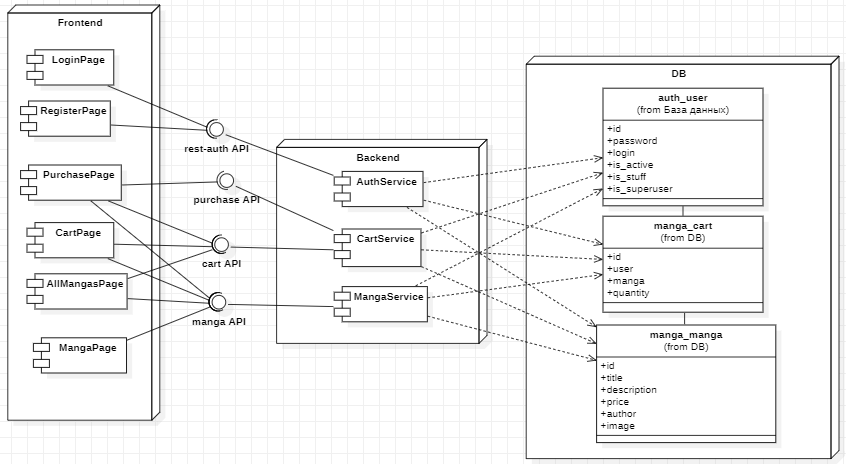 Frontend
LoginPage
RegisterPage
PurchasePage
CartPage
AllMangasPage
MangaPage
rest-auth API
purchase API
cart API
manga API
Backend
AuthService
CartService
MangaService
DB
auth_user
(from База данных)
+id
+password
+login
+is_active
+is_stuff
+is_superuser
manga_cart
(from DB)
+id
+user
+manga
+quantity
manga_manga
(from DB)
+id
+title
+description
+price
+author
+image